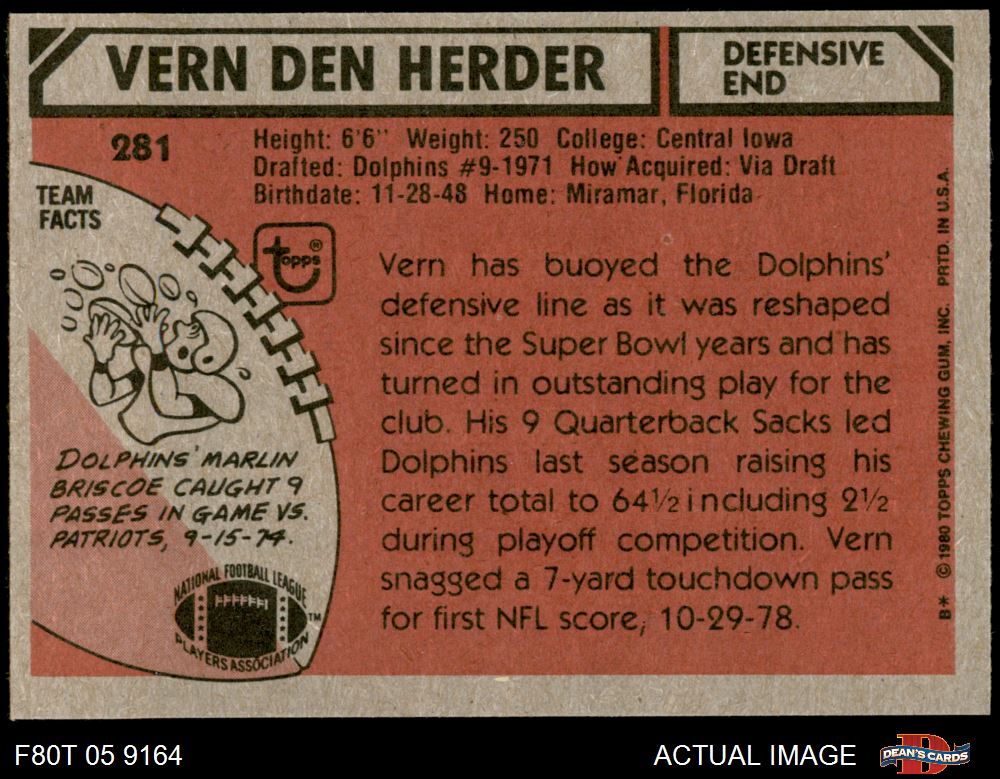 VERN DEN HERDER
DEFENSIVE
END
281
Height: 6'6" Weight: 250 College: Central Iowa
Drafted: Dolphins #9-1971 How Acquired: Via Draft
Birthdate: 11-28-48 Home: Miramar, Florida
TEAM
FACTS
topps®
Vern has buoyed the Dolphins'
defensive line as it was reshaped
since the Super Bowl years and has
turned in outstanding play for the
club. His 9 Quarterback Sacks led
Dolphins last season raising his
career total to 64½ including 2½
during playoff competition. Vern
snagged a 7-yard touchdown pass
for first NFL score, 10-29-78.
DOLPHINS' MARLIN
BRISCOE CAUGHT 9
PASSES IN GAME VS.
PATRIOTS, 9-15-74.
NATIONAL FOOTBALL LEAGUE
PLAYERS ASSOCIATION
TM
B* © 1980 TOPPS CHEWING GUM, INC. PRTD. IN U.S.A.
F80T 05 9164
ACTUAL IMAGE
DEAN'S CARDS